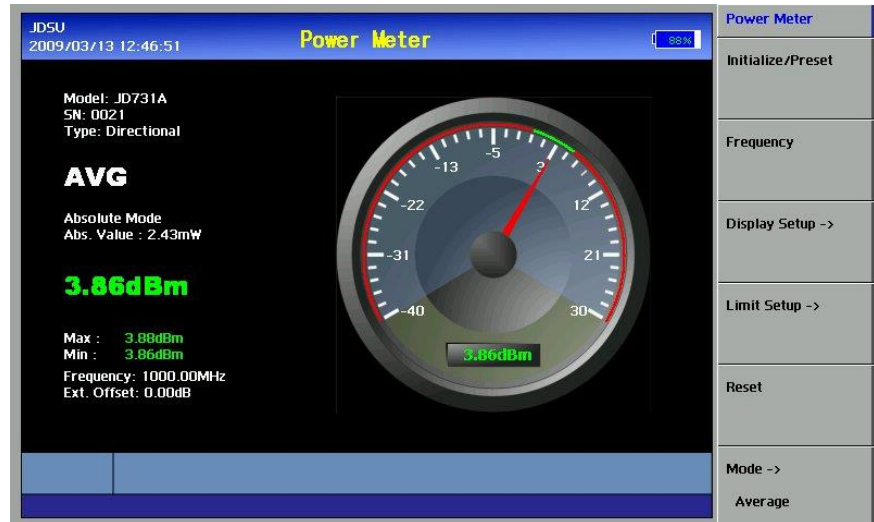 JDSU
2009/03/13 12:46:51
Power Meter
88%
Model: JD731A
SN: 0021
Type: Directional
AVG
Absolute Mode
Abs. Value : 2.43mW
3.86dBm
Max : 3.88dBm
Min : 3.86dBm
Frequency: 1000.00MHz
Ext. Offset: 0.00dB
-40
-31
-22
-13
-5
3
12
21
30
3.86dBm
Power Meter
Initialize/Preset
Frequency
Display Setup ->
Limit Setup ->
Reset
Mode ->
Average